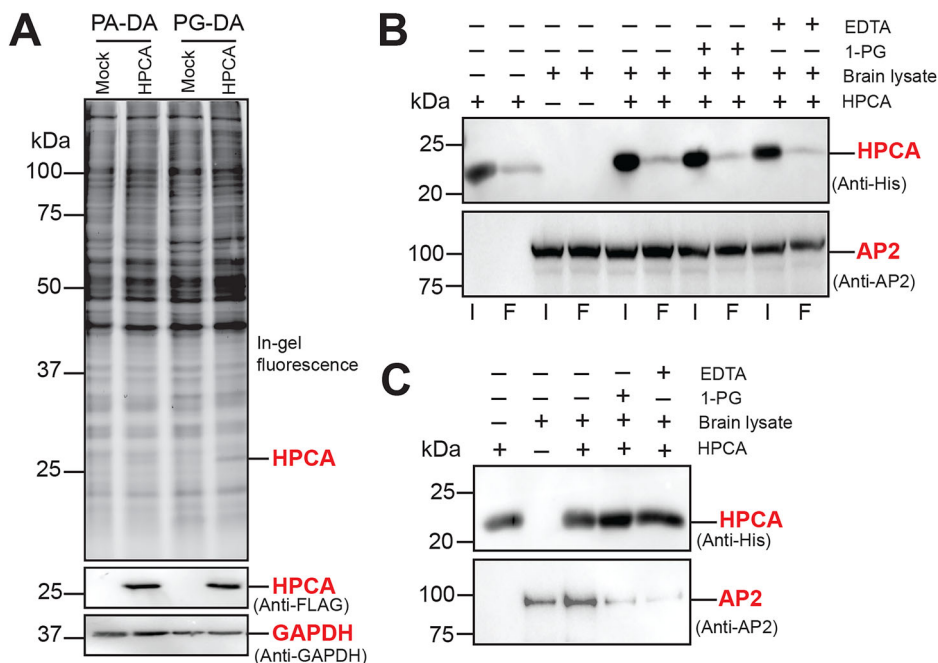 A
PA-DA PG-DA
Mock HPCA Mock HPCA
kDa
100
75
50
37
25
In-gel
fluorescence
HPCA
25
HPCA
(Anti-FLAG)
37
GAPDH
(Anti-GAPDH)
B
– – – – – – – – + + EDTA
– – – – – – + + – – 1-PG
– – + + + + + + + + Brain lysate
+ + – – + + + + + + HPCA
kDa
25
20
HPCA
(Anti-His)
100
75
AP2
(Anti-AP2)
I F I F I F I F I F
C
– – – – + EDTA
– – – + – 1-PG
– + + + + Brain lysate
+ – + + + HPCA
kDa
25
20
HPCA
(Anti-His)
100
75
AP2
(Anti-AP2)